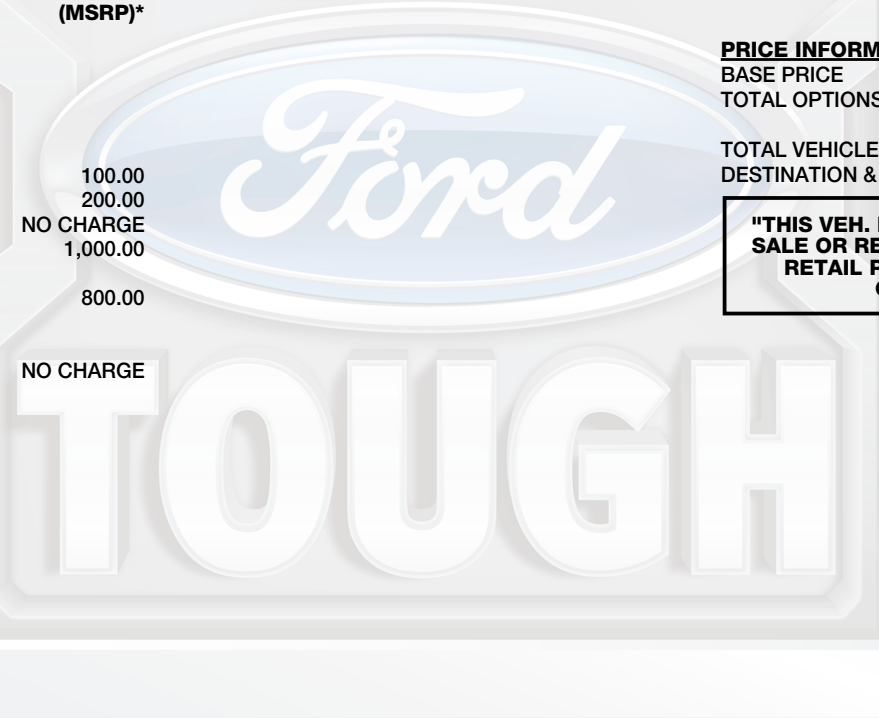 (MSRP)*
100.00
200.00
NO CHARGE
1,000.00
800.00
NO CHARGE
PRICE INFORM
BASE PRICE
TOTAL OPTIONS
TOTAL VEHICLE
DESTINATION &
"THIS VEH.
SALE OR RE
RETAIL P
Ford
TOUGH